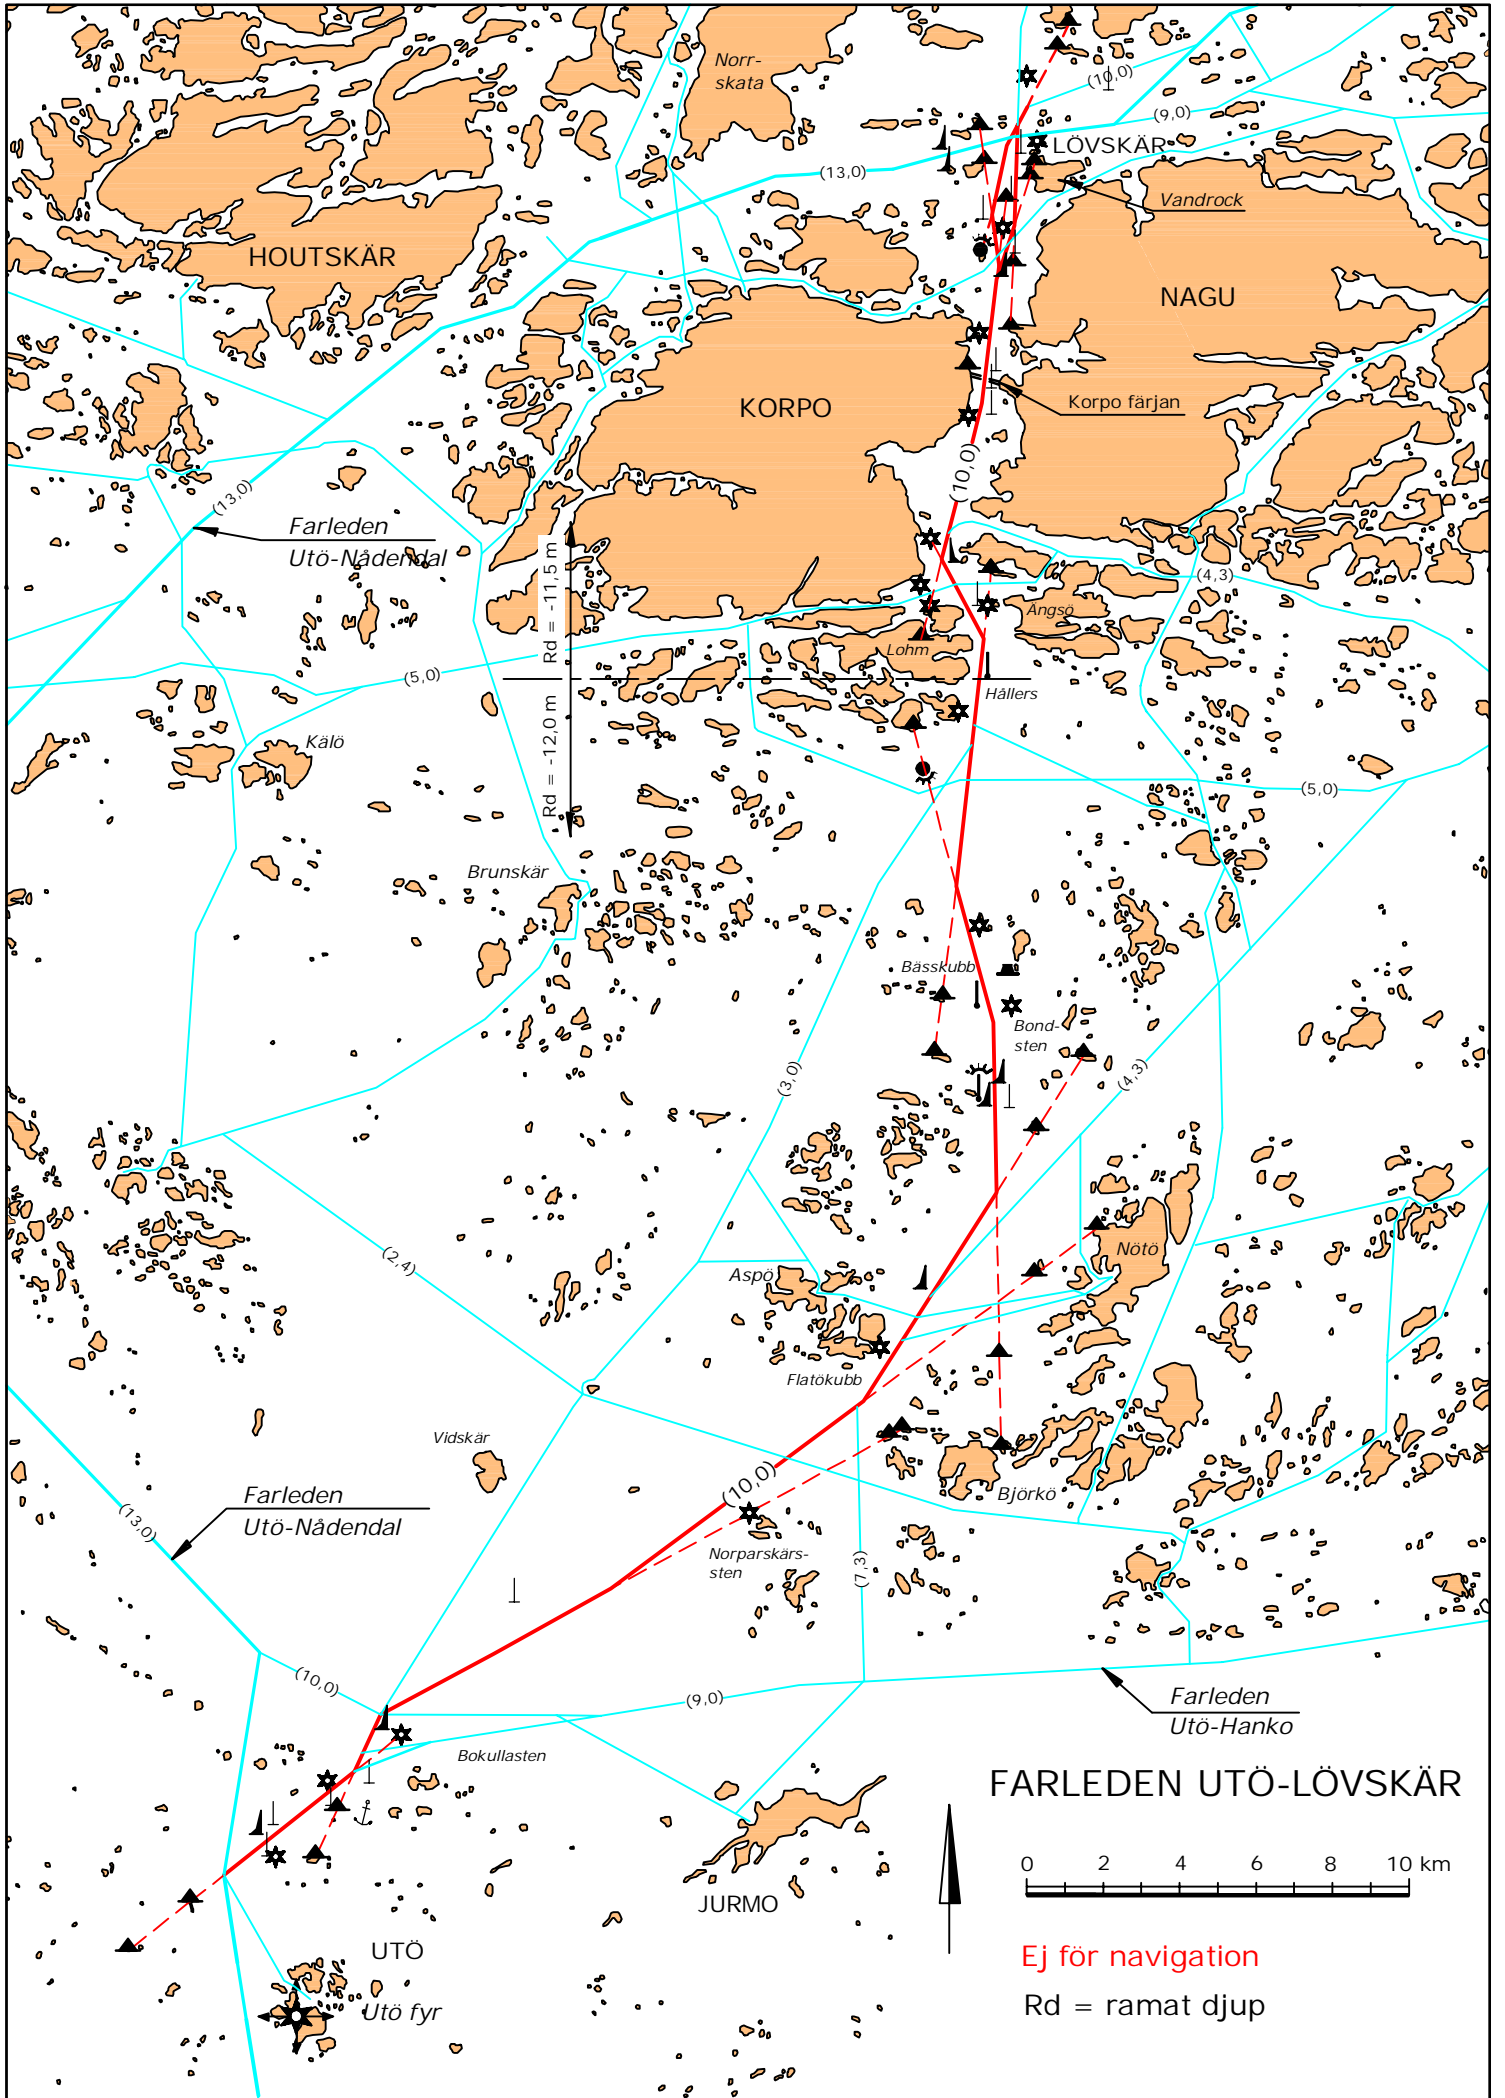 Norr-
skata
(10,0)
(9,0)
LÖVSKÄR
(13,0)
Vandrock
HOUTSKÄR
NAGU
KORPO
Korpo färjan
(10,0)
(13,0)
Farleden
Utö-Nådendal
Rd = -11,5 m
(4,3)
Ängsö
Lohm
(5,0)
Hållers
Rd = -12,0 m
Kälö
(5,0)
Brunskär
Bässkubb
Bond-
sten
(3,0)
(4,3)
Nötö
(2,4)
Aspö
Flatökubb
Vidskär
(10,0)
Björkö
Farleden
Utö-Nådendal
(13,0)
Norparskärs-
sten
(7,3)
(10,0)
(9,0)
Farleden
Utö-Hanko
Bokullasten
FARLEDEN UTÖ-LÖVSKÄR
0 2 4 6 8 10 km
JURMO
UTÖ
Ej för navigation
Utö fyr
Rd = ramat djup